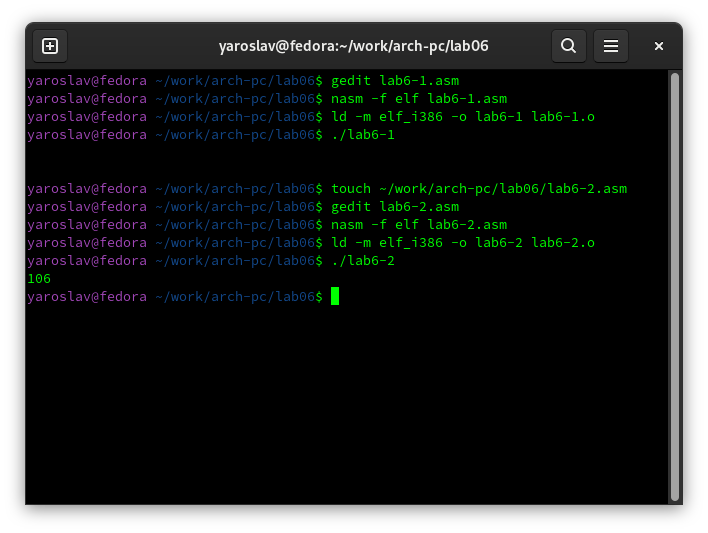 yaroslav@fedora:~/work/arch-pc/lab06
yaroslav@fedora ~/work/arch-pc/lab06$ gedit lab6-1.asm
yaroslav@fedora ~/work/arch-pc/lab06$ nasm -f elf lab6-1.asm
yaroslav@fedora ~/work/arch-pc/lab06$ ld -m elf_i386 -o lab6-1 lab6-1.o
yaroslav@fedora ~/work/arch-pc/lab06$ ./lab6-1
yaroslav@fedora ~/work/arch-pc/lab06$ touch ~/work/arch-pc/lab06/lab6-2.asm
yaroslav@fedora ~/work/arch-pc/lab06$ gedit lab6-2.asm
yaroslav@fedora ~/work/arch-pc/lab06$ nasm -f elf lab6-2.asm
yaroslav@fedora ~/work/arch-pc/lab06$ ld -m elf_i386 -o lab6-2 lab6-2.o
yaroslav@fedora ~/work/arch-pc/lab06$ ./lab6-2
106
yaroslav@fedora ~/work/arch-pc/lab06$